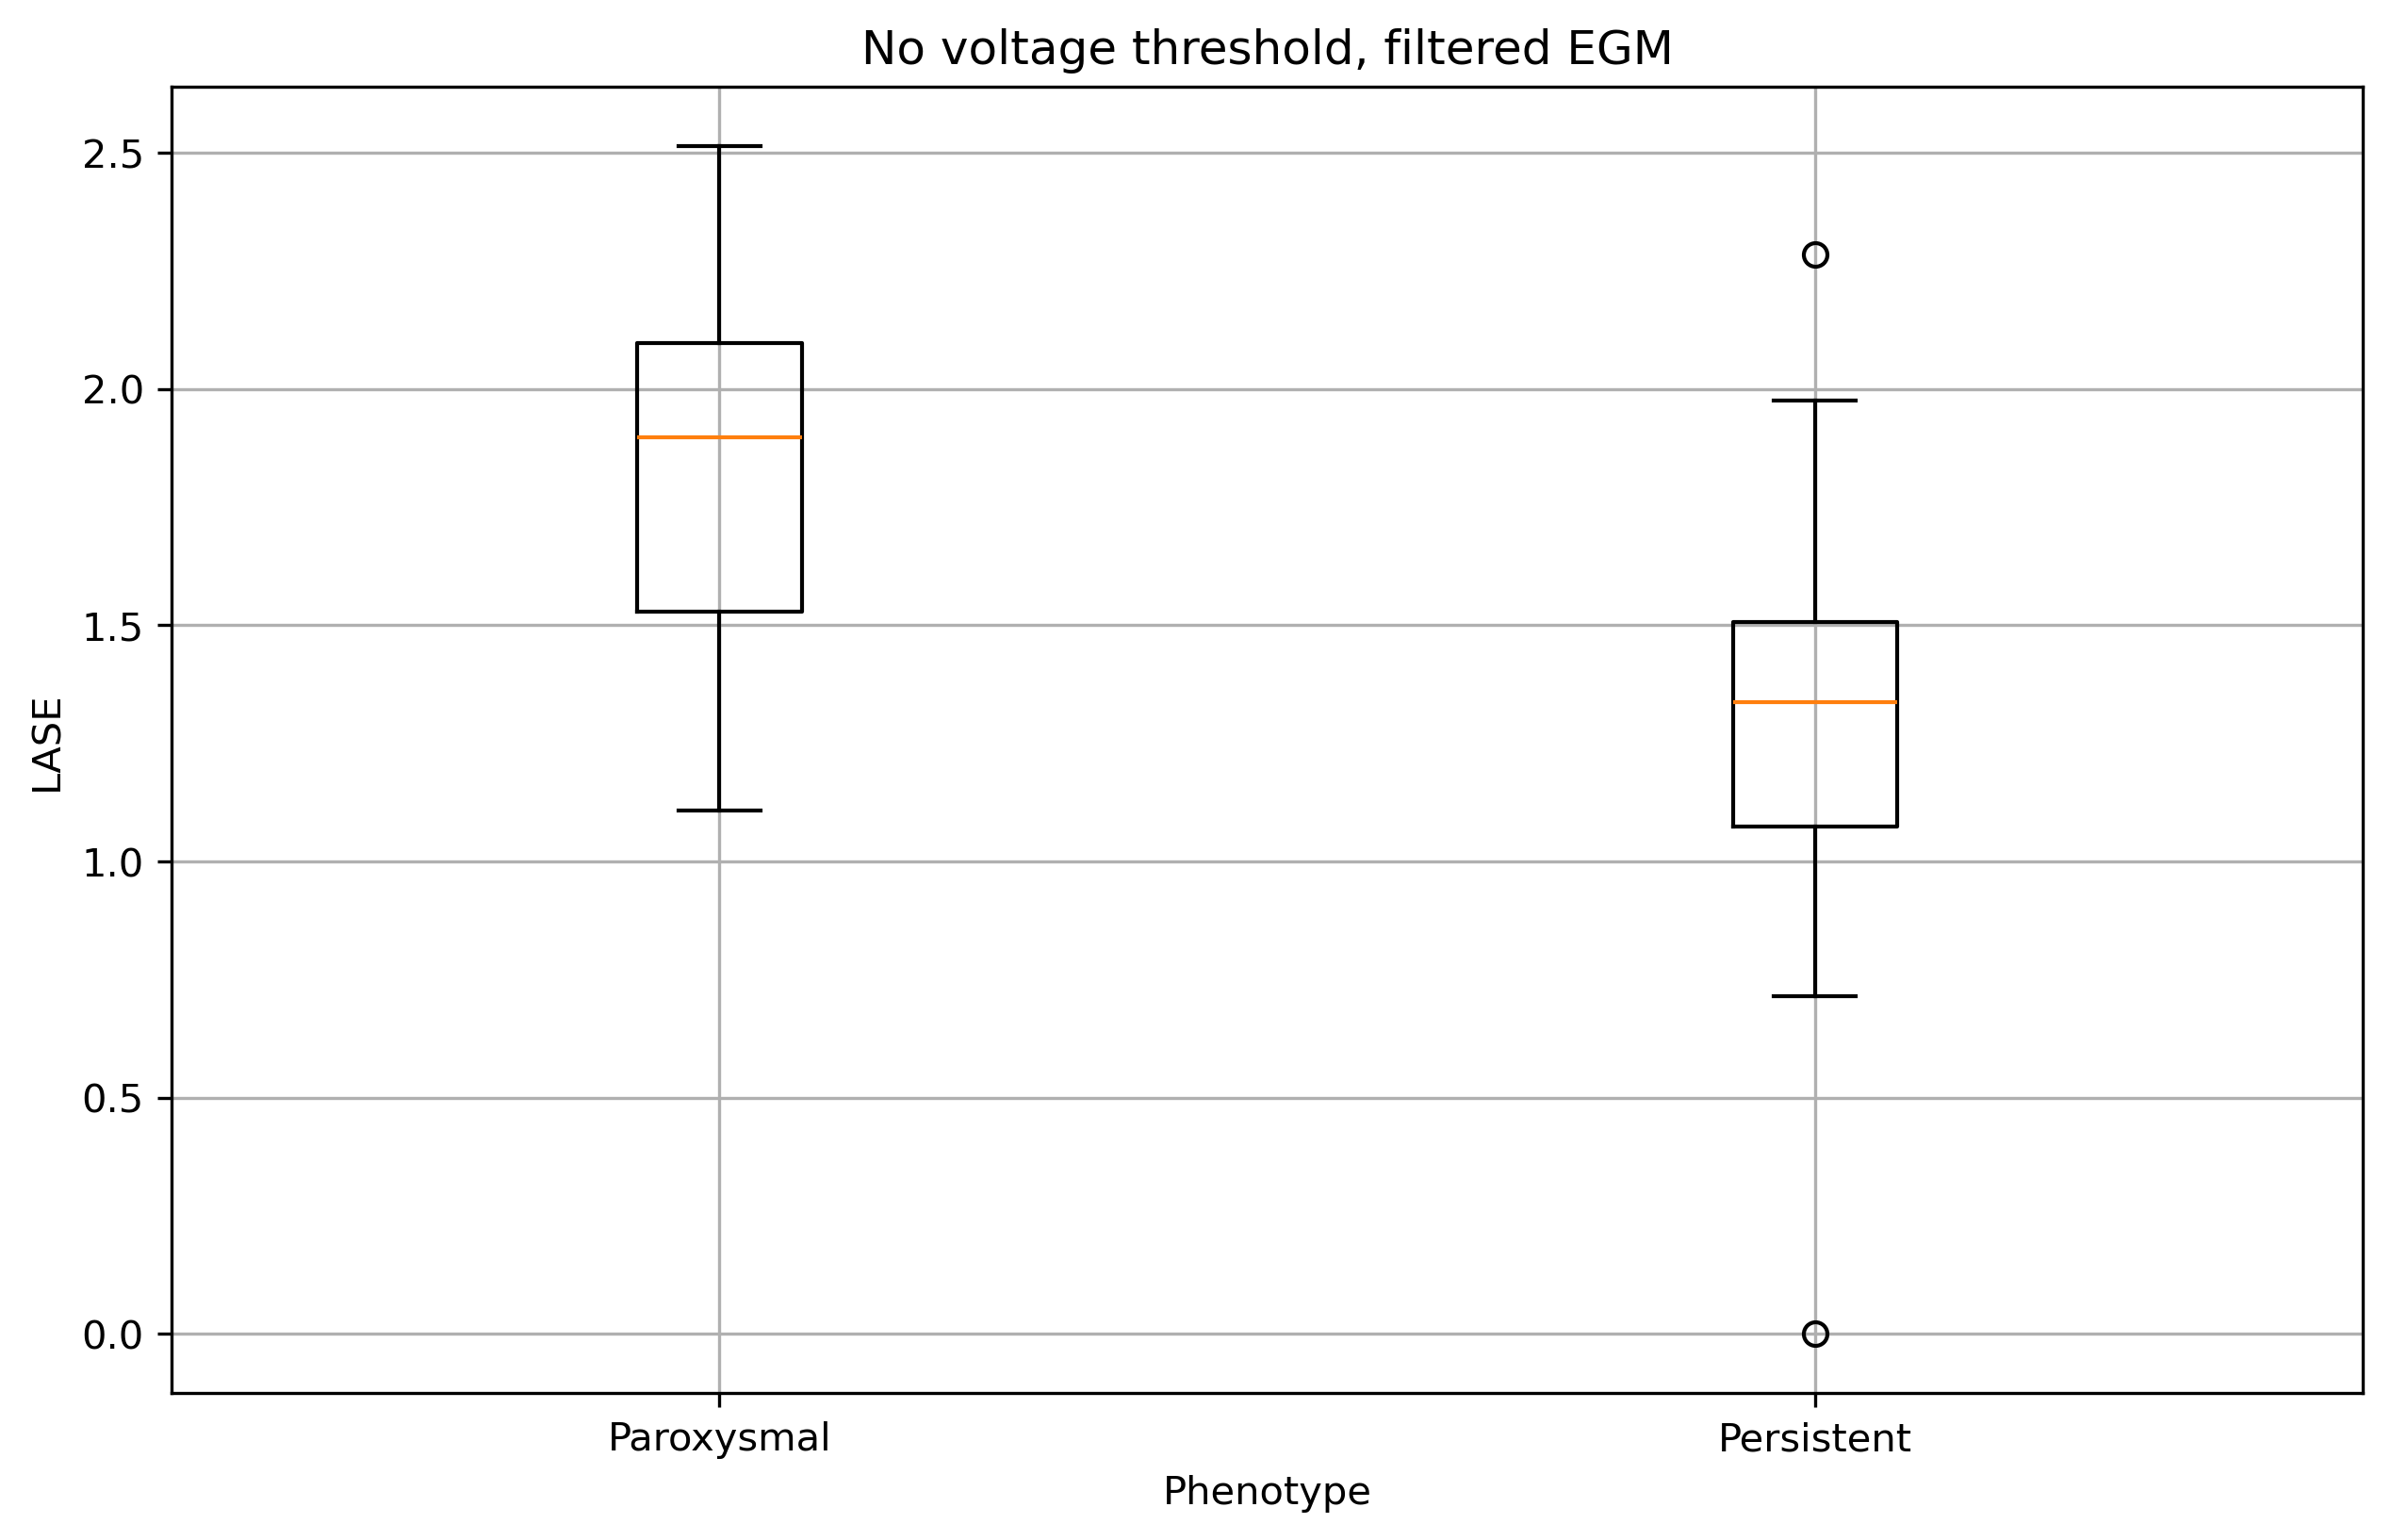 No voltage threshold, filtered EGM
2.5
2.0
1.5
1.0
0.5
0.0
LASE
Paroxysmal
Persistent
Phenotype